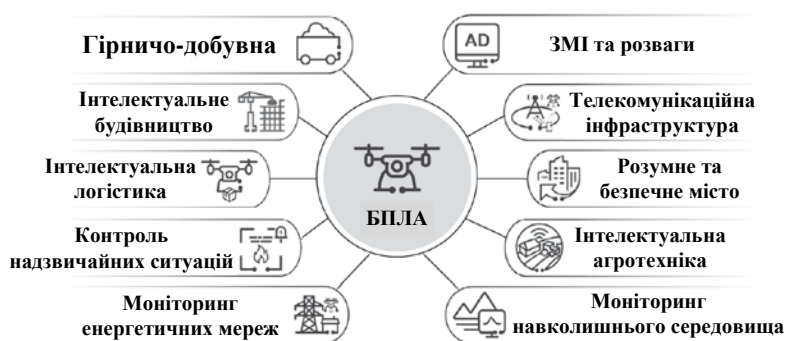 Гірничо-добувна
Інтелектуальне
будівництво
Інтелектуальна
логістика
Контроль
надзвичайних ситуацій
Моніторинг
енергетичних мереж
БПЛА
AD
ЗМІ та розваги
Телекомунікаційна
інфраструктура
Розумне та
безпечне місто
Інтелектуальна
агротехніка
Моніторинг
навколишнього середовища